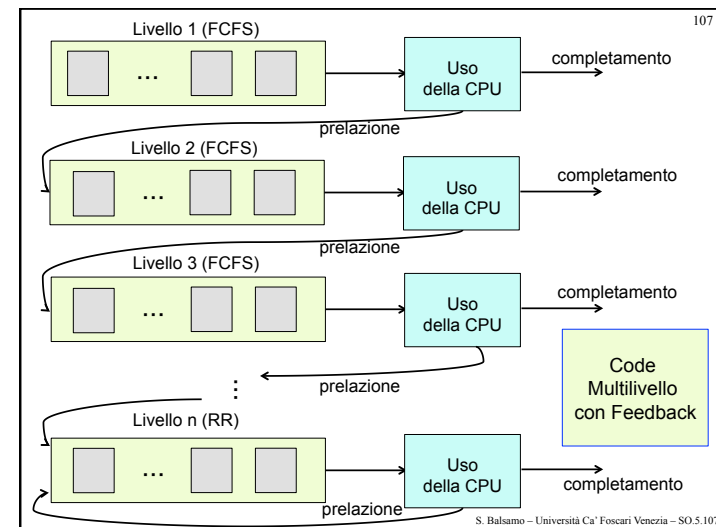 107
Livello 1 (FCFS)
...
Uso
della CPU
completamento
prelazione
Livello 2 (FCFS)
...
Uso
della CPU
completamento
prelazione
Livello 3 (FCFS)
...
Uso
della CPU
completamento
prelazione
...
Code
Multilivello
con Feedback
Livello n (RR)
...
Uso
della CPU
completamento
prelazione
S. Balsamo – Università Ca' Foscari Venezia – SO.5.107